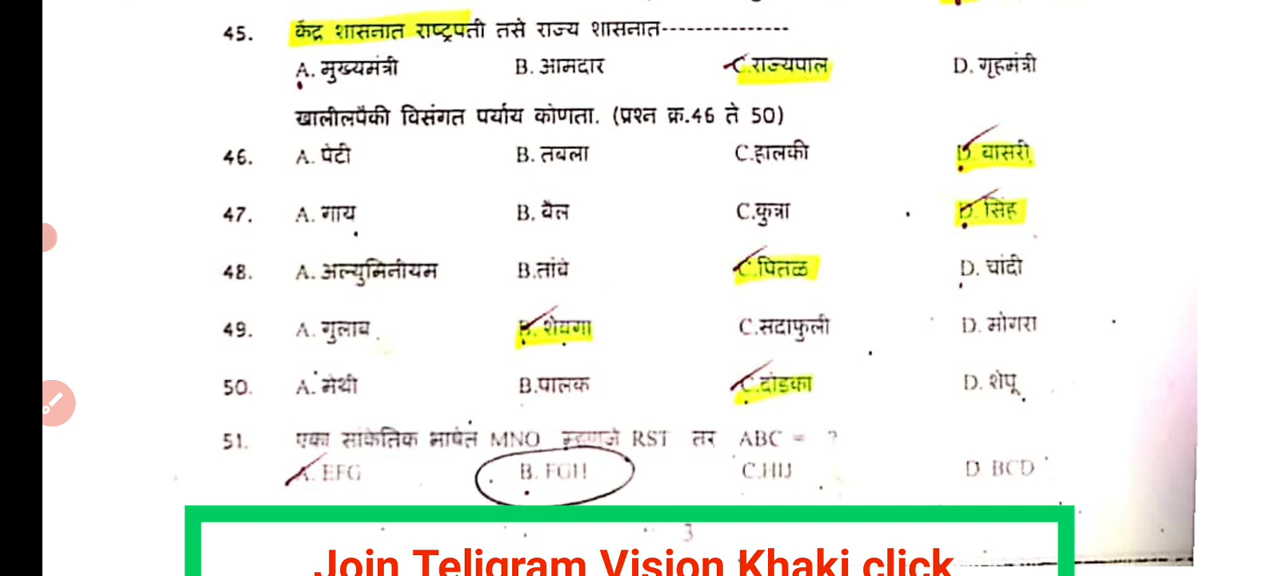 45. केंद्र शासनात राष्ट्रपती तसे राज्य शासनात---------------
A. मुख्यमंत्री B. आमदार C.राज्यपाल D. गृहमंत्री
खालीलपैकी विसंगत पर्याय कोणता. (प्रश्न क्र.46 ते 50)
46. A. पेटी B. तबला C.हालकी D. बासरी
47. A. गाय B. बैल C.कुत्रा D. सिंह
48. A. अल्युमिनीयम B.तांबे C.पितळ D. चांदी
49. A. गुलाब B. शेवगा C.सदाफुली D. मोगरा
50. A. मेथी B.पालक C.दोडका D. शेपू
51. एका सांकेतिक भाषेत MNO म्हणजे RST तर ABC = ?
A. EFG B. FGH C.HIJ D. BCD
3
Join Teligram Vision Khaki click